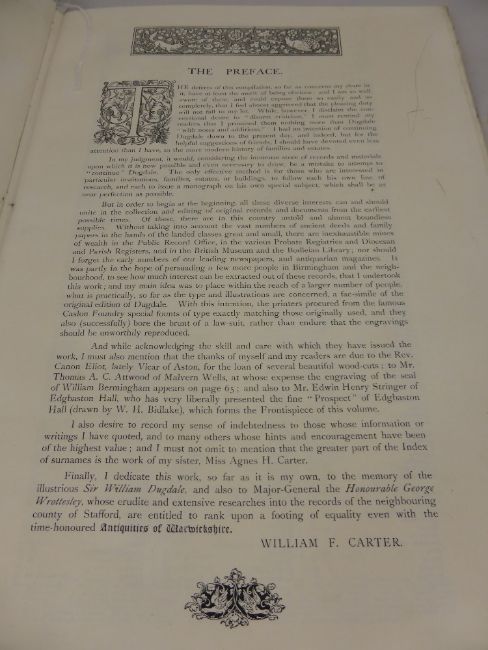 THE PREFACE.
THE defects of this compilation, so far as concerns my share in
it, have at least the merit of being obvious; and I am so well
aware of them, and could expose them so easily and so
completely, that I feel almost aggrieved that the pleasing duty
will not fall to my lot. While, however, I disclaim the con-
ventional desire to "disarm criticism," I must remind my
readers, that I promised them nothing more than Dugdale
"with notes and additions." I had no intention of continuing
Dugdale down to the present day; and indeed, but for the
helpful suggestions of friends, I should have devoted even less
attention than I have, to the more modern history of families and estates.
In my judgment it would, considering the immense store of records and materials
upon which it is now possible and even necessary to draw, be a mistake to attempt to
"continue" Dugdale. The only effective method is for those who are interested in
particular institutions, families, estates, or buildings, to follow each his own line of
research, and each to issue a monograph on his own special subject, which shall be as
near perfection as possible.
But in order to begin at the beginning, all these diverse interests can and should
unite in the collection and editing of original records and documents from the earliest
possible times. Of these, there are in this country untold and almost boundless
supplies. Without taking into account the vast numbers of ancient deeds and family
papers in the hands of the landed classes great and small, there are inexhaustible mines
of wealth in the Public Record Office, in the various Probate Registries and Diocesan
and Parish Registers, and in the British Museum and the Bodleian Library; nor should
I forget the early numbers of our leading newspapers, and antiquarian magazines. It
was partly in the hope of persuading a few more people in Birmingham and the neigh-
bourhood, to see how much interest can be extracted out of these records, that I undertook
this work; and my main idea was to place within the reach of a larger number of people,
what is practically, so far as the type and illustrations are concerned, a fac-simile of the
original edition of Dugdale. With this intention, the printers procured from the famous
Caslon Foundry special founts of type exactly matching those originally used, and they
also (successfully) bore the brunt of a law-suit, rather than endure that the engravings
should be unworthily reproduced.
And while acknowledging the skill and care with which they have issued the
work, I must also mention that the thanks of myself and my readers are due to the Rev.
Canon Eliot, lately Vicar of Aston, for the loan of several beautiful wood-cuts; to Mr.
Thomas A. C. Attwood of Malvern Wells, at whose expense the engraving of the seal
of William Bermingham appears on page 65; and also to Mr. Edwin Henry Stringer of
Edgbaston Hall, who has very liberally presented the fine "Prospect" of Edgbaston
Hall (drawn by W. H. Bidlake), which forms the Frontispiece of this volume.
I also desire to record my sense of indebtedness to those whose information or
writings I have quoted, and to many others whose hints and encouragement have been
of the highest value; and I must not omit to mention that the greater part of the Index
of surnames is the work of my sister, Miss Agnes H. Carter.
Finally, I dedicate this work, so far as it is my own, to the memory of the
illustrious Sir William Dugdale, and also to Major-General the Honourable George
Wrottesley, whose erudite and extensive researches into the records of the neighbouring
county of Stafford, are entitled to rank upon a footing of equality even with the
time-honoured Antiquities of Warwickshire.
WILLIAM F. CARTER.